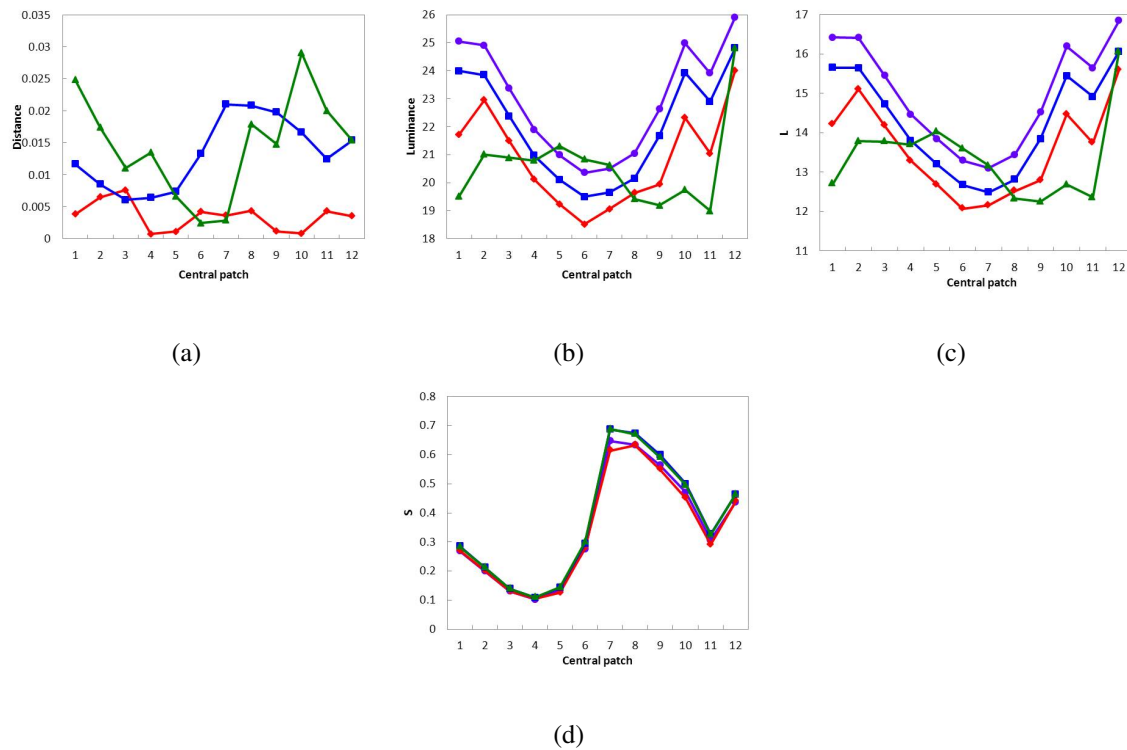 0.035
0.03
0.025
0.02
0.015
0.01
0.005
0
Distance
1 2 3 4 5 6 7 8 9 10 11 12
Central patch
(a)
26
25
24
23
22
21
20
19
18
Luminance
1 2 3 4 5 6 7 8 9 10 11 12
Central patch
(b)
17
16
15
14
13
12
11
L
1 2 3 4 5 6 7 8 9 10 11 12
Central patch
(c)
0.8
0.7
0.6
0.5
0.4
0.3
0.2
0.1
0
S
1 2 3 4 5 6 7 8 9 10 11 12
Central patch
(d)